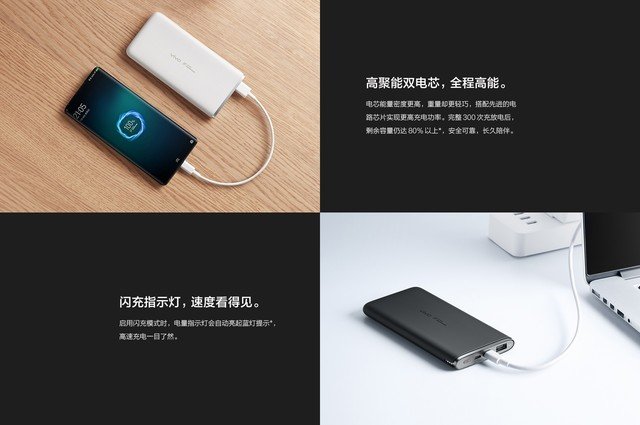 vivo
21:05
100%
高聚能双电芯，全程高能。
电芯能量密度更高，重量却更轻巧，搭配先进的电
路芯片实现更高充电功率。完整 300 次充放电后，
剩余容量仍达 80% 以上*，安全可靠，长久陪伴。
闪充指示灯，速度看得见。
启用闪充模式时，电量指示灯会自动亮起蓝灯提示*，
高速充电一目了然。
vivo